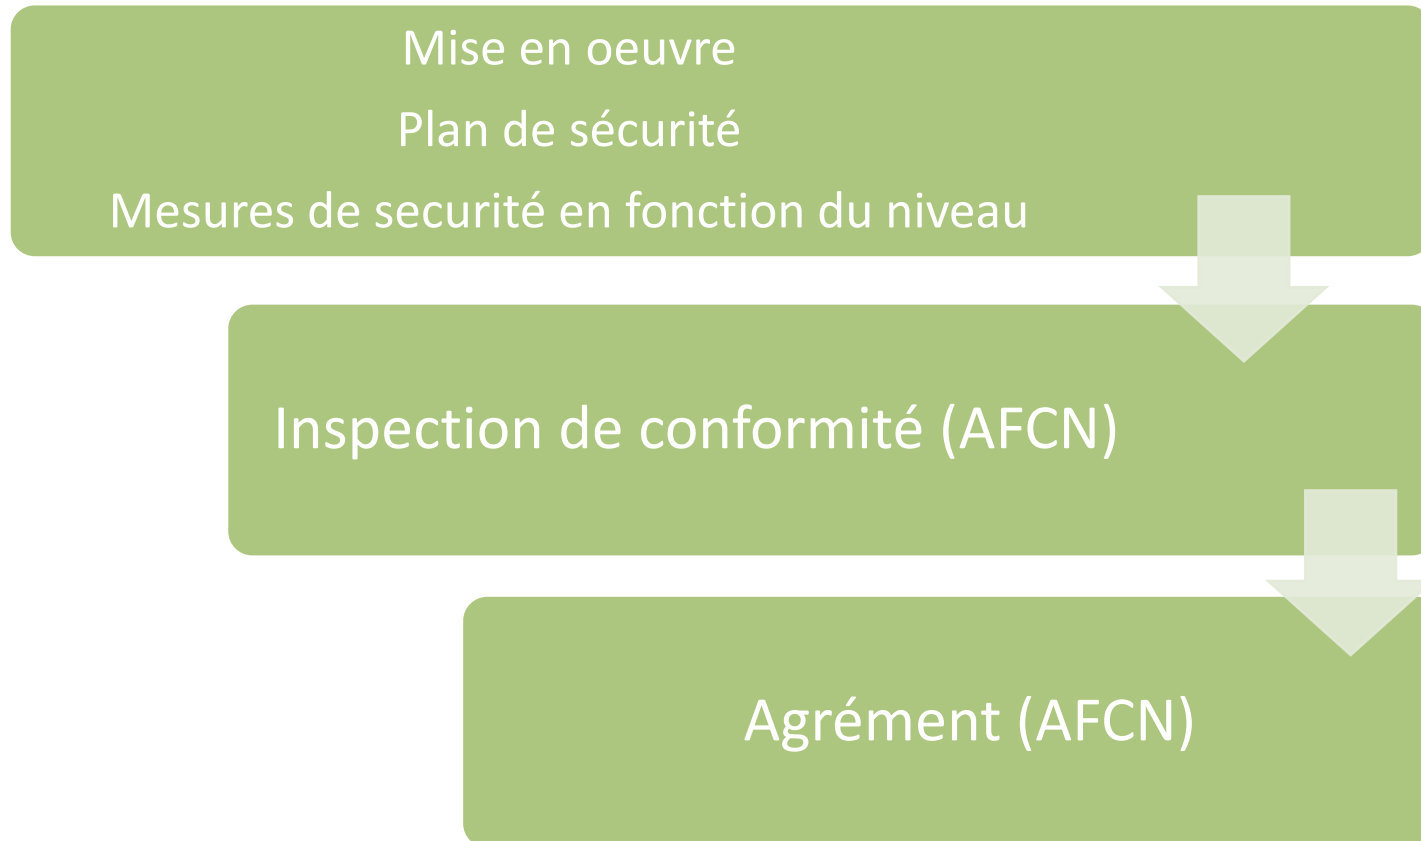 Mise en oeuvre
Plan de sécurité
Mesures de securité en fonction du niveau
Inspection de conformité (AFCN)
Agrément (AFCN)